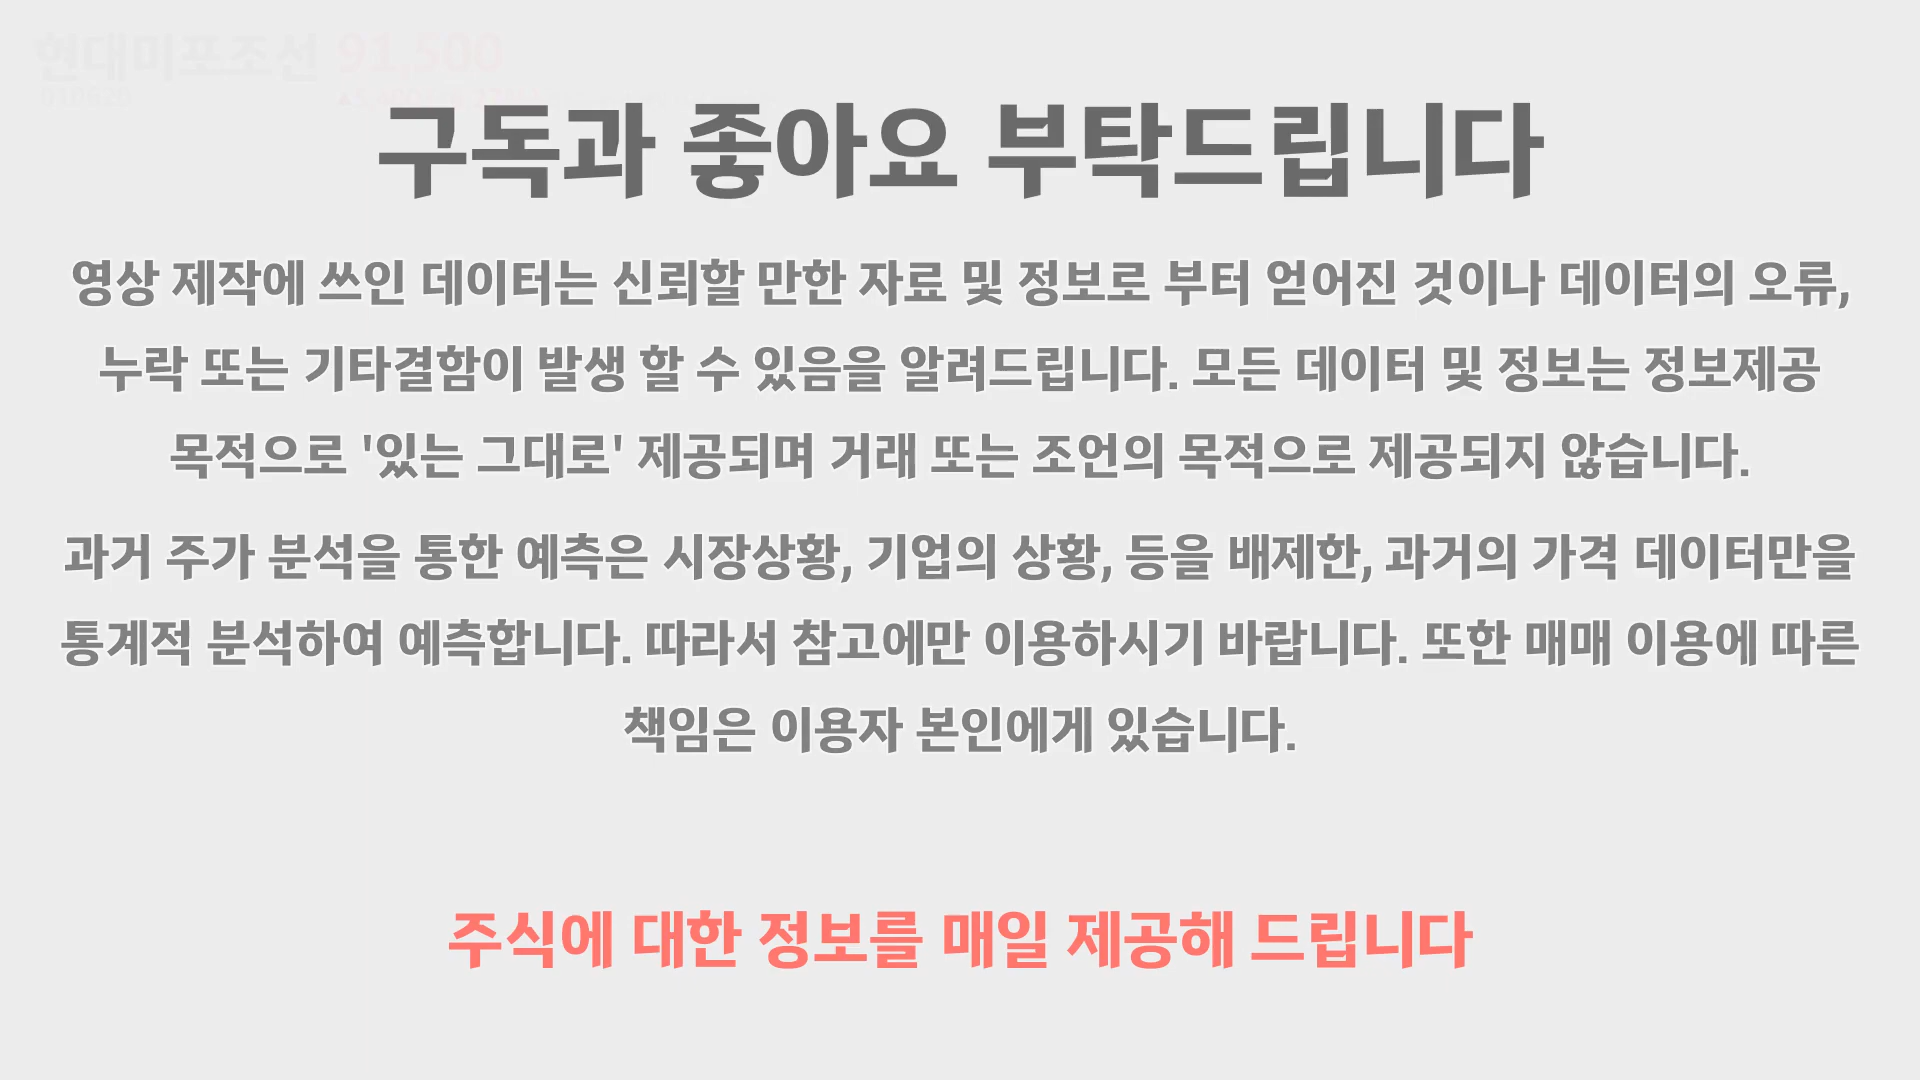 현대미포조선 91,500
010620
구독과 좋아요 부탁드립니다
영상 제작에 쓰인 데이터는 신뢰할 만한 자료 및 정보로 부터 얻어진 것이나 데이터의 오류,
누락 또는 기타결함이 발생 할 수 있음을 알려드립니다. 모든 데이터 및 정보는 정보제공
목적으로 '있는 그대로' 제공되며 거래 또는 조언의 목적으로 제공되지 않습니다.
과거 주가 분석을 통한 예측은 시장상황, 기업의 상황, 등을 배제한, 과거의 가격 데이터만을
통계적 분석하여 예측합니다. 따라서 참고에만 이용하시기 바랍니다. 또한 매매 이용에 따른
책임은 이용자 본인에게 있습니다.
주식에 대한 정보를 매일 제공해 드립니다